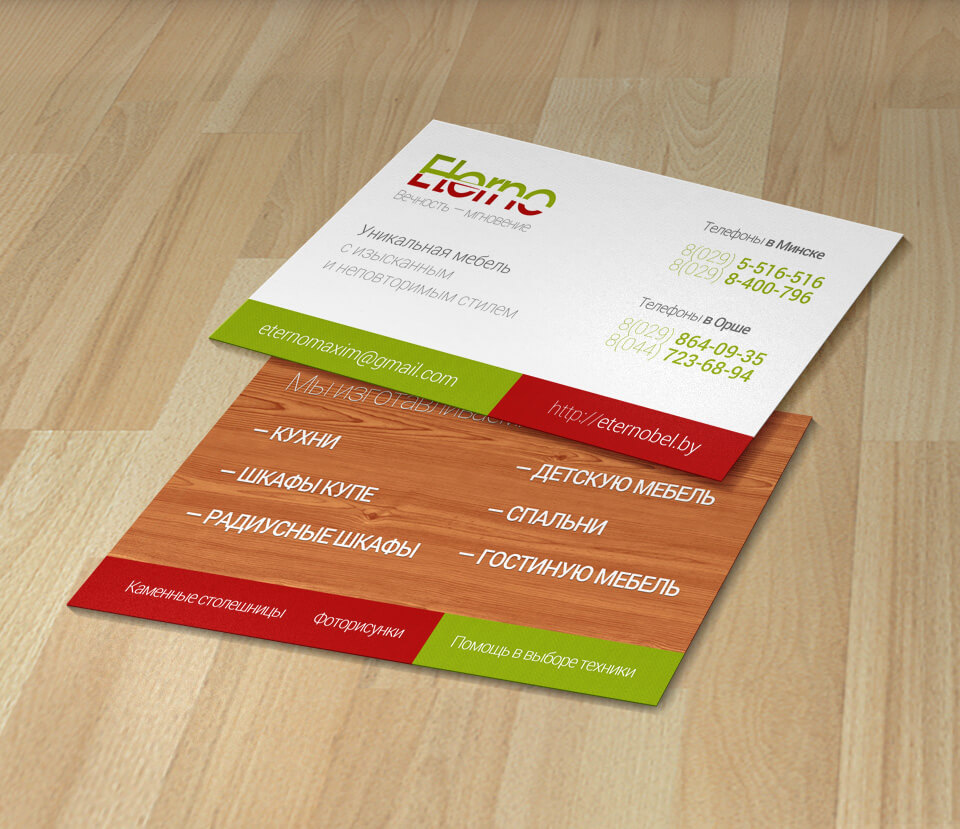 Eterno
Вечность – мгновение
Уникальная мебель
с изысканным
и неповторимым стилем
Телефоны в Минске
8(029) 5-516-516
8(029) 8-400-796
Телефоны в Орше
8(029) 864-09-35
8(044) 723-68-94
eternomaxim@gmail.com
http://eternobel.by
Мы изготавливаем
– КУХНИ
– ШКАФЫ КУПЕ
– РАДИУСНЫЕ ШКАФЫ
– ДЕТСКУЮ МЕБЕЛЬ
– СПАЛЬНИ
– ГОСТИНУЮ МЕБЕЛЬ
Каменные столешницы
Фоторисунки
Помощь в выборе техники